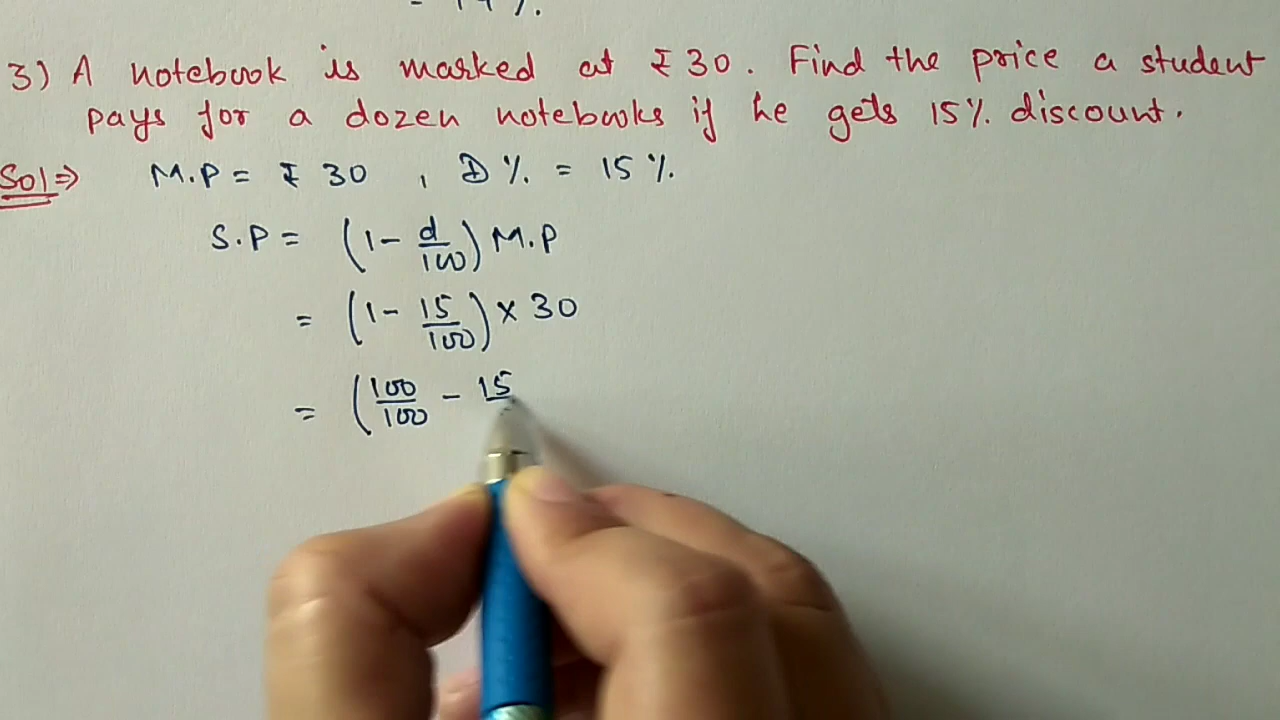 = 14%.
3) A notebook is marked at ₹30. Find the price a student
pays for a dozen notebooks if he gets 15% discount.
Sol⇒ M.P = ₹ 30 , D% = 15%.
S.P = (1 - d/100) M.P
= (1 - 15/100) × 30
= (100/100 - 15